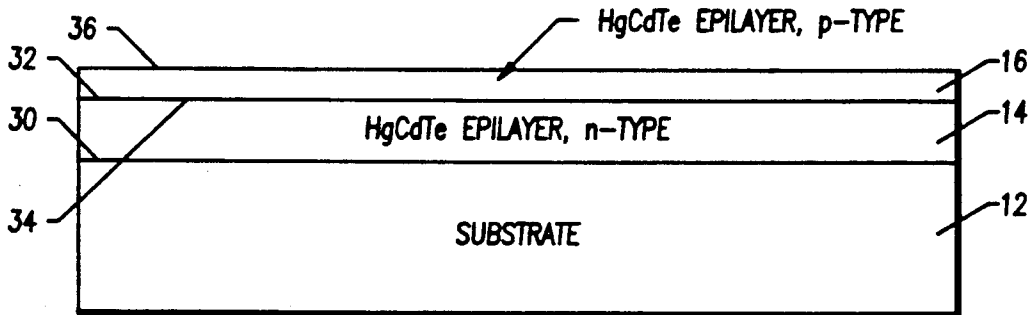 HgCdTe EPILAYER, p-TYPE
36
32
16
30
HgCdTe EPILAYER, n-TYPE
14
34
SUBSTRATE
12